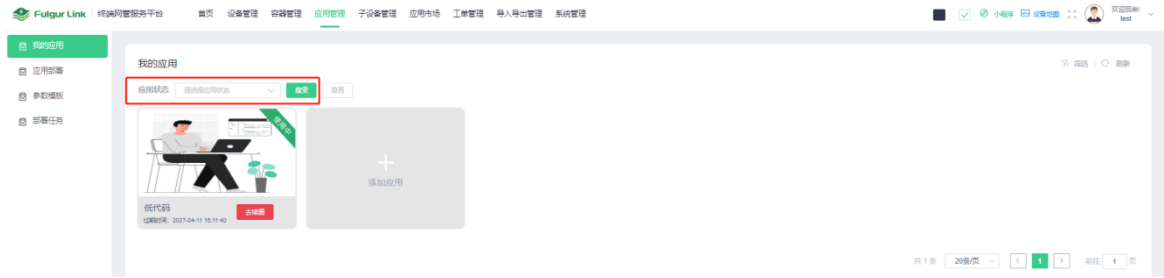 Fulgur Link 终端网管服务平台 首页 设备管理 容器管理 应用管理 子设备管理 应用市场 工单管理 导入导出管理 系统管理 小程序 设备地图 欢迎回来! test
我的应用
应用部署
参数模板
部署任务
我的应用 筛选 刷新
应用状态 请选择应用状态 搜索 重置
使用中
添加应用
低代码
过期时间: 2027-04-11 15:11:40
去续费
共 1 条 20条/页 1 前往 1 页